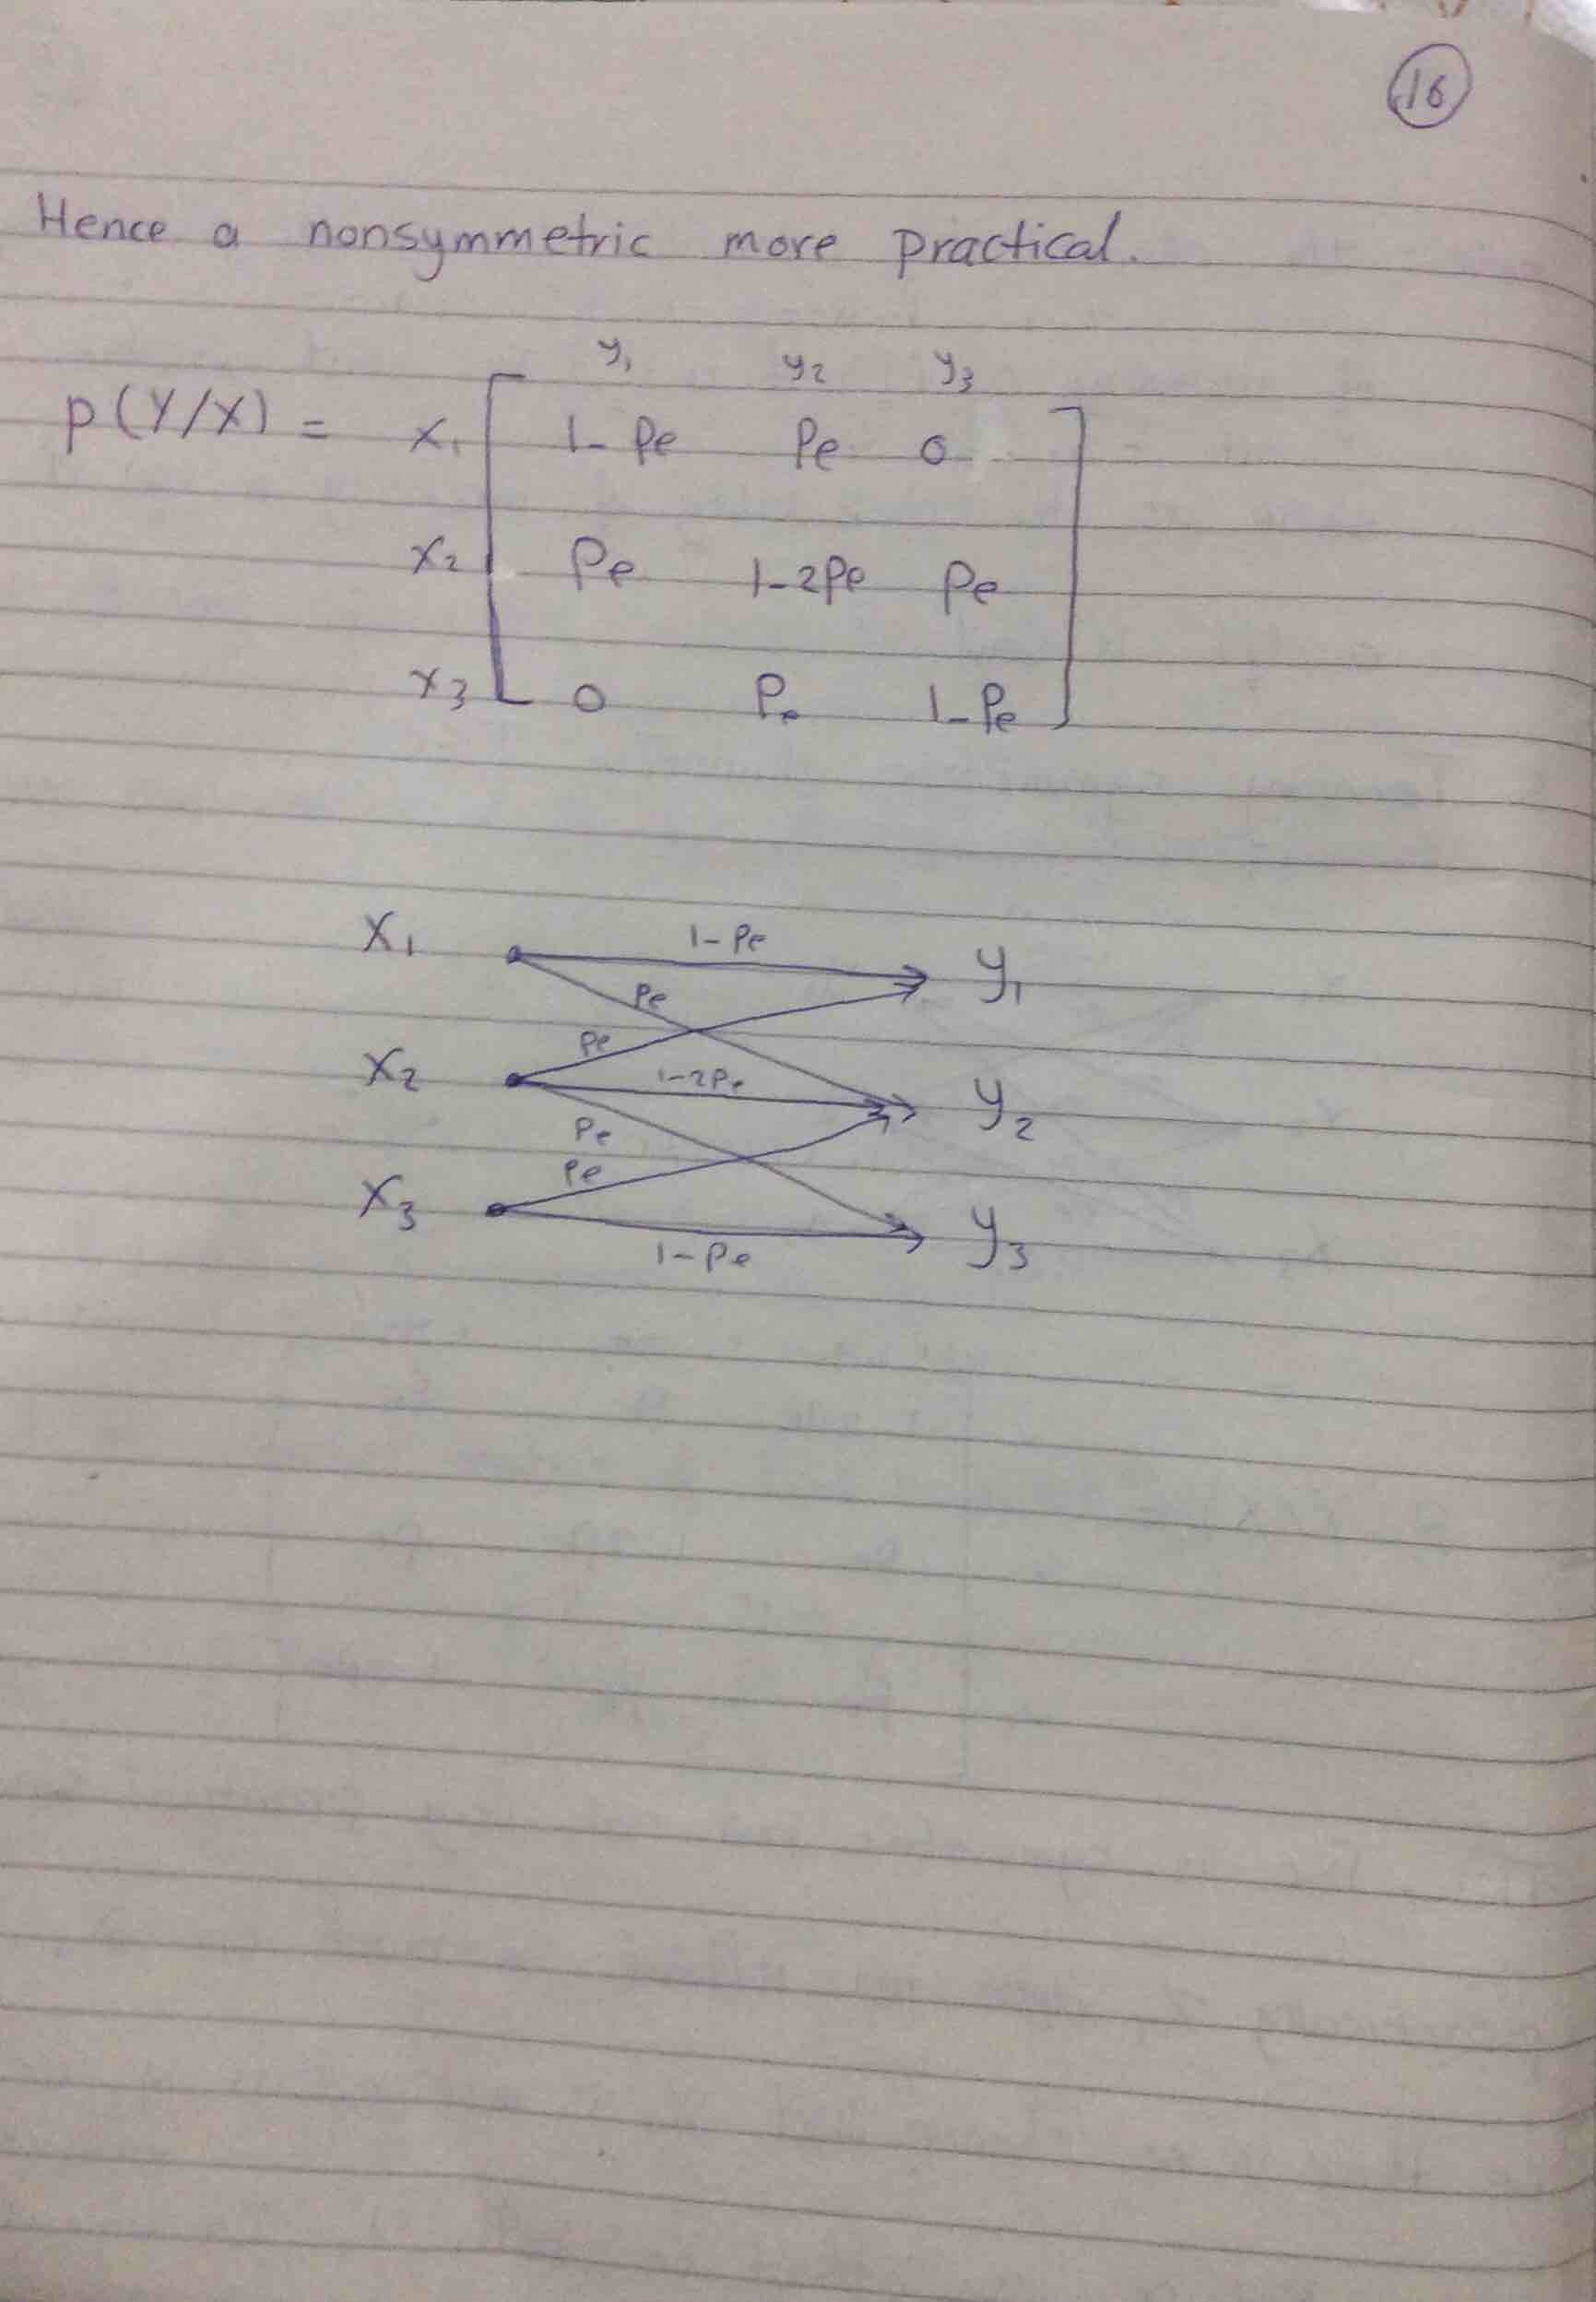 16
Hence a nonsymmetric more practical.
y1 y2 y3
P(Y/X) = x1 1-Pe Pe 0
x2 Pe 1-2Pe Pe
x3 0 Pe 1-Pe
X1 1-Pe y1
Pe
Pe
X2 1-2Pe y2
Pe
Pe
X3 y3
1-Pe